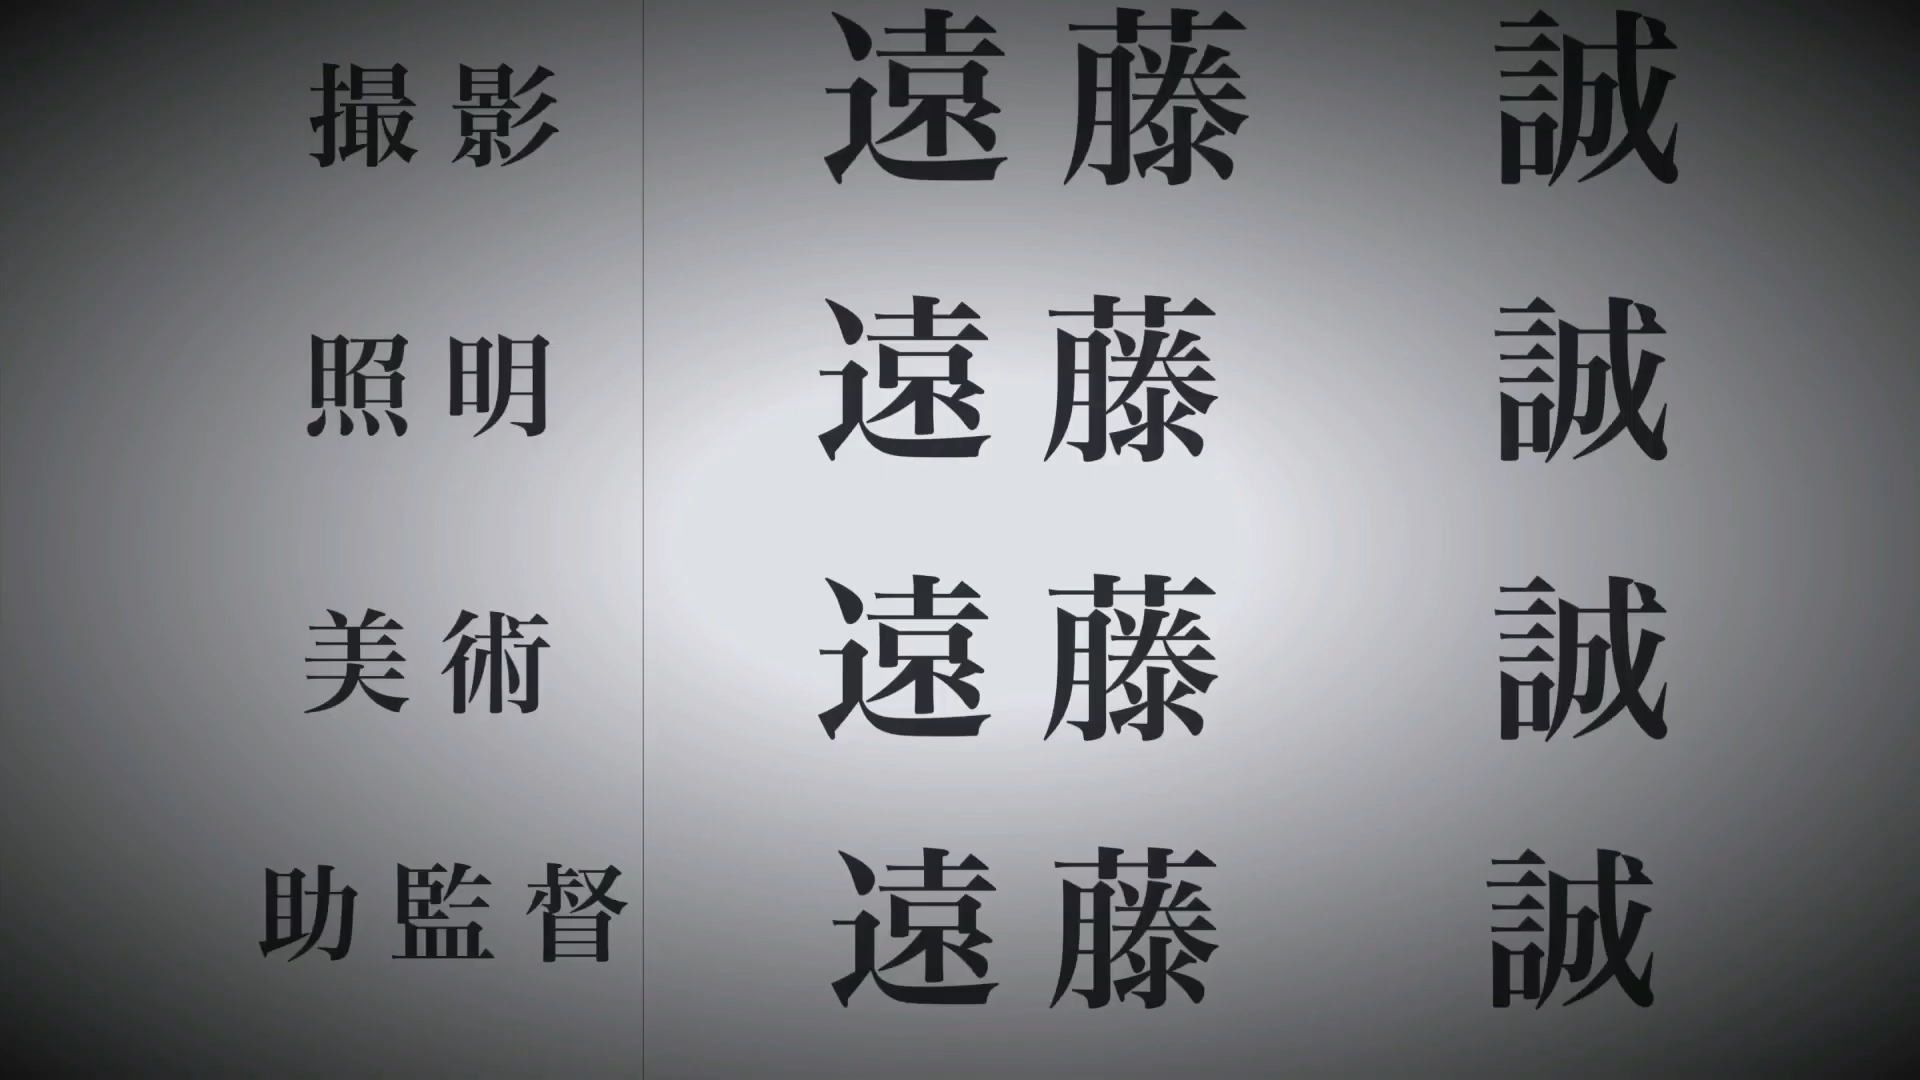 撮影 遠藤 誠
照明 遠藤 誠
美術 遠藤 誠
助監督 遠藤 誠